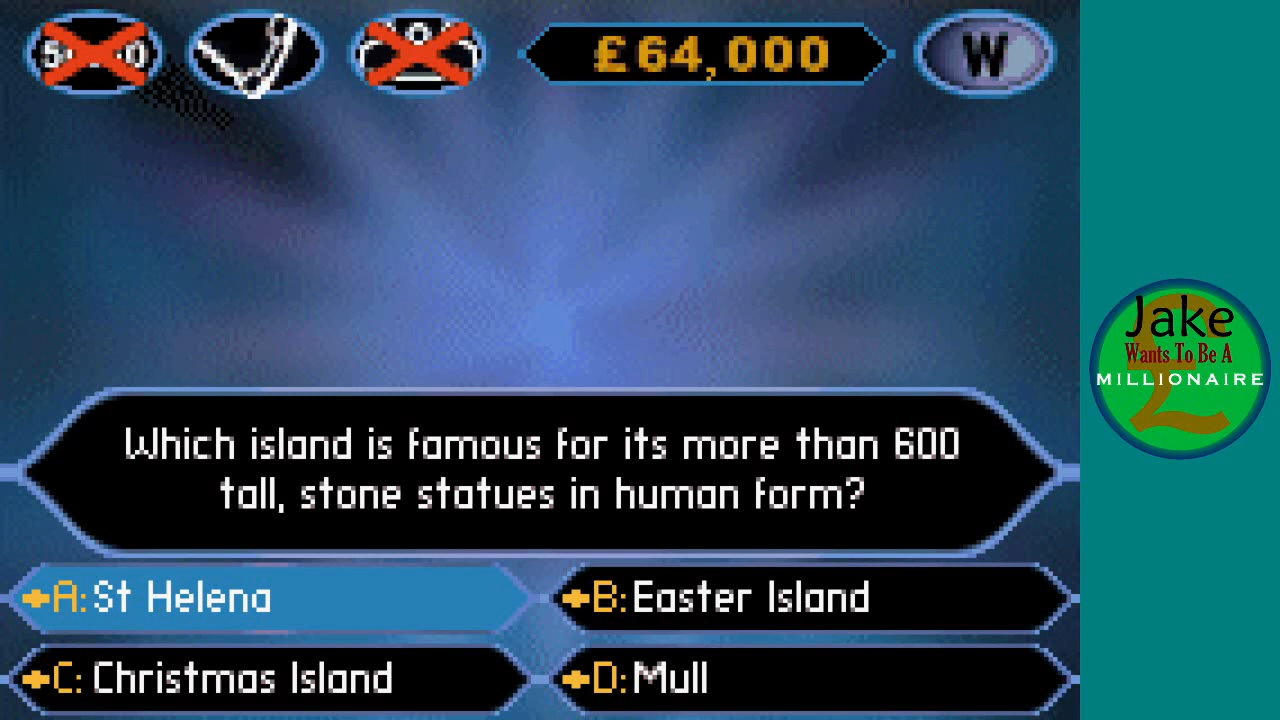 £64,000
W
Which island is famous for its more than 600
tall, stone statues in human form?
A: St Helena
B: Easter Island
C: Christmas Island
D: Mull
Jake
Wants To Be A
MILLIONAIRE
£